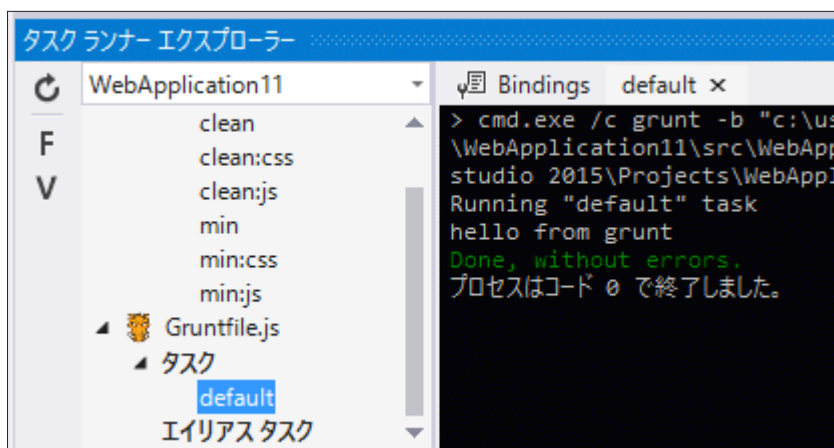 タスク ランナー エクスプローラー
WebApplication11
F
V
clean
clean:css
clean:js
min
min:css
min:js
Gruntfile.js
タスク
default
エイリアス タスク
Bindings default ×
> cmd.exe /c grunt -b "c:\us
\WebApplication11\src\WebApp
studio 2015\Projects\WebAppl
Running "default" task
hello from grunt
Done, without errors.
プロセスはコード 0 で終了しました。